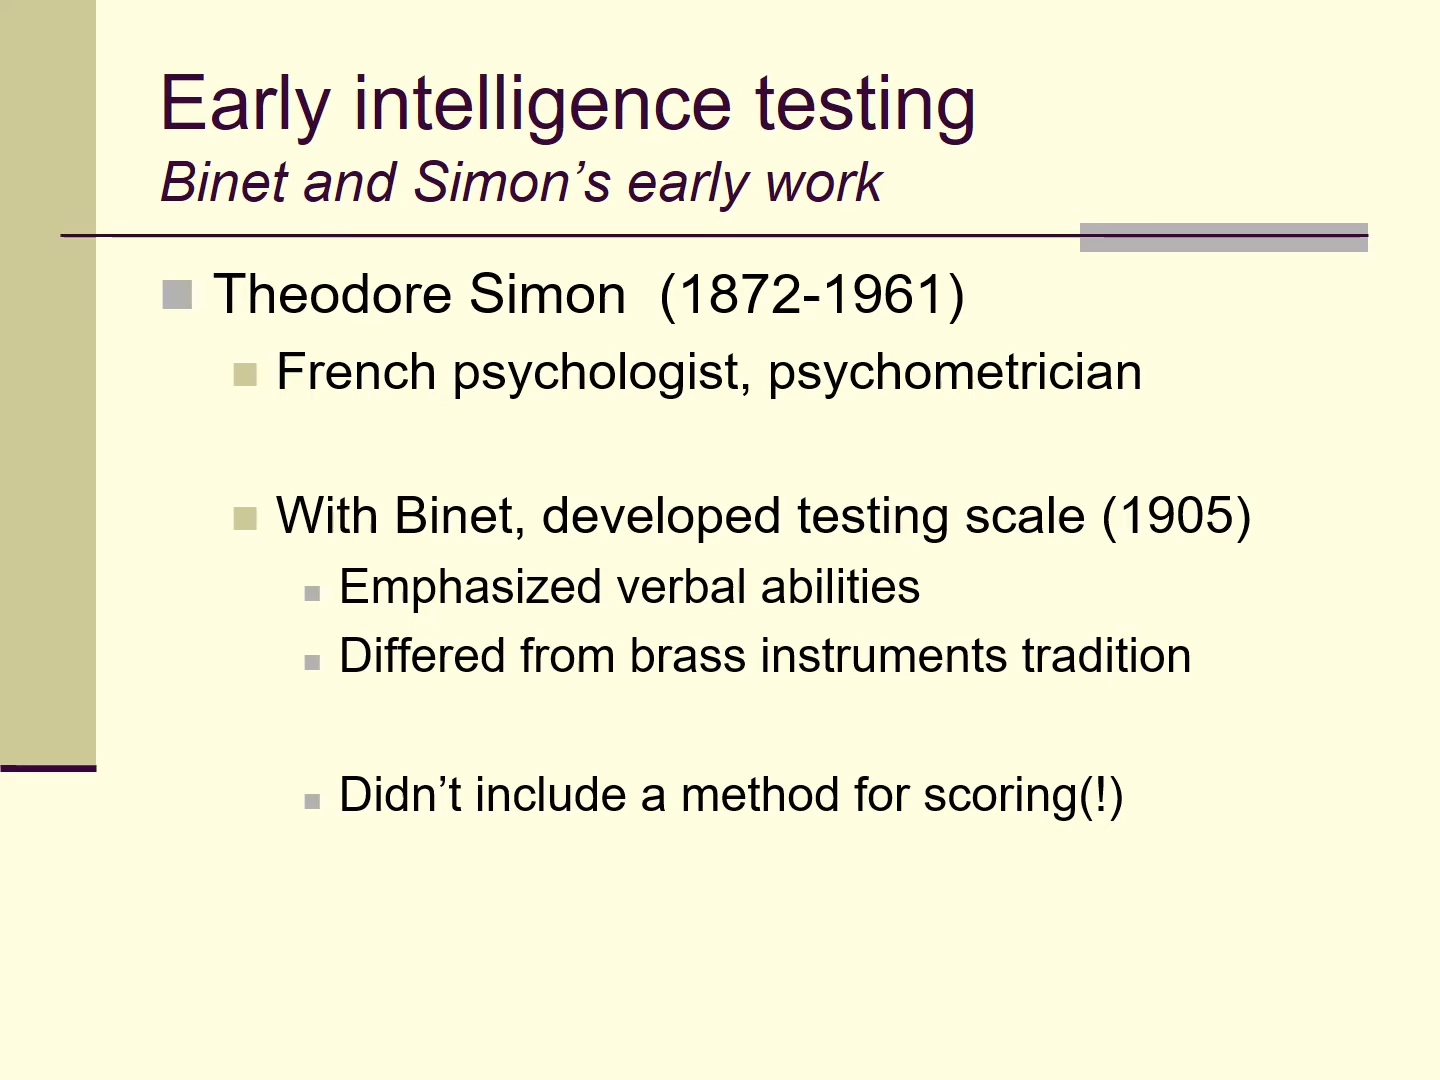 Early intelligence testing
Binet and Simon’s early work
Theodore Simon  (1872-1961)
French psychologist, psychometrician
With Binet, developed testing scale (1905)
Emphasized verbal abilities
Differed from brass instruments tradition
Didn’t include a method for scoring(!)